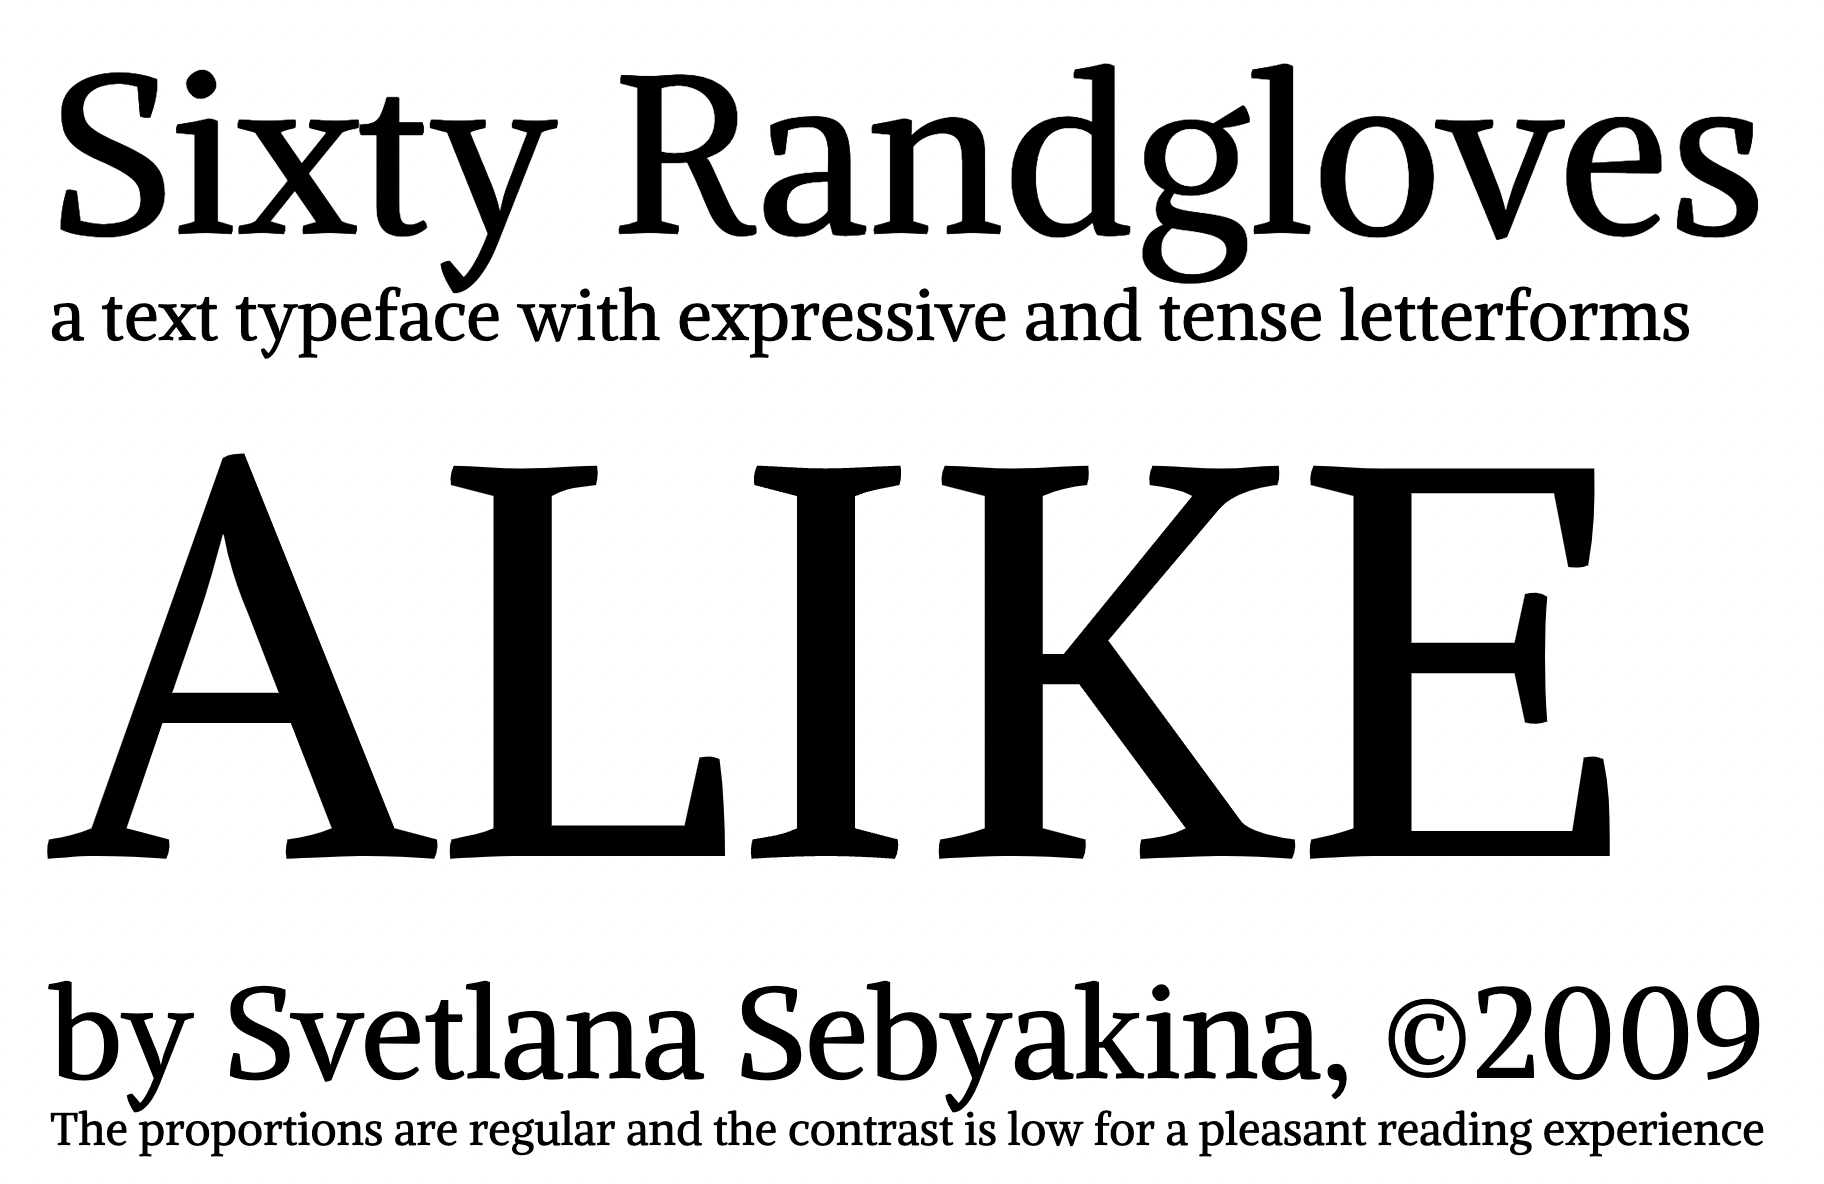 Sixty Randgloves
a text typeface with expressive and tense letterforms
ALIKE
by Svetlana Sebyakina, ©2009
The proportions are regular and the contrast is low for a pleasant reading experience